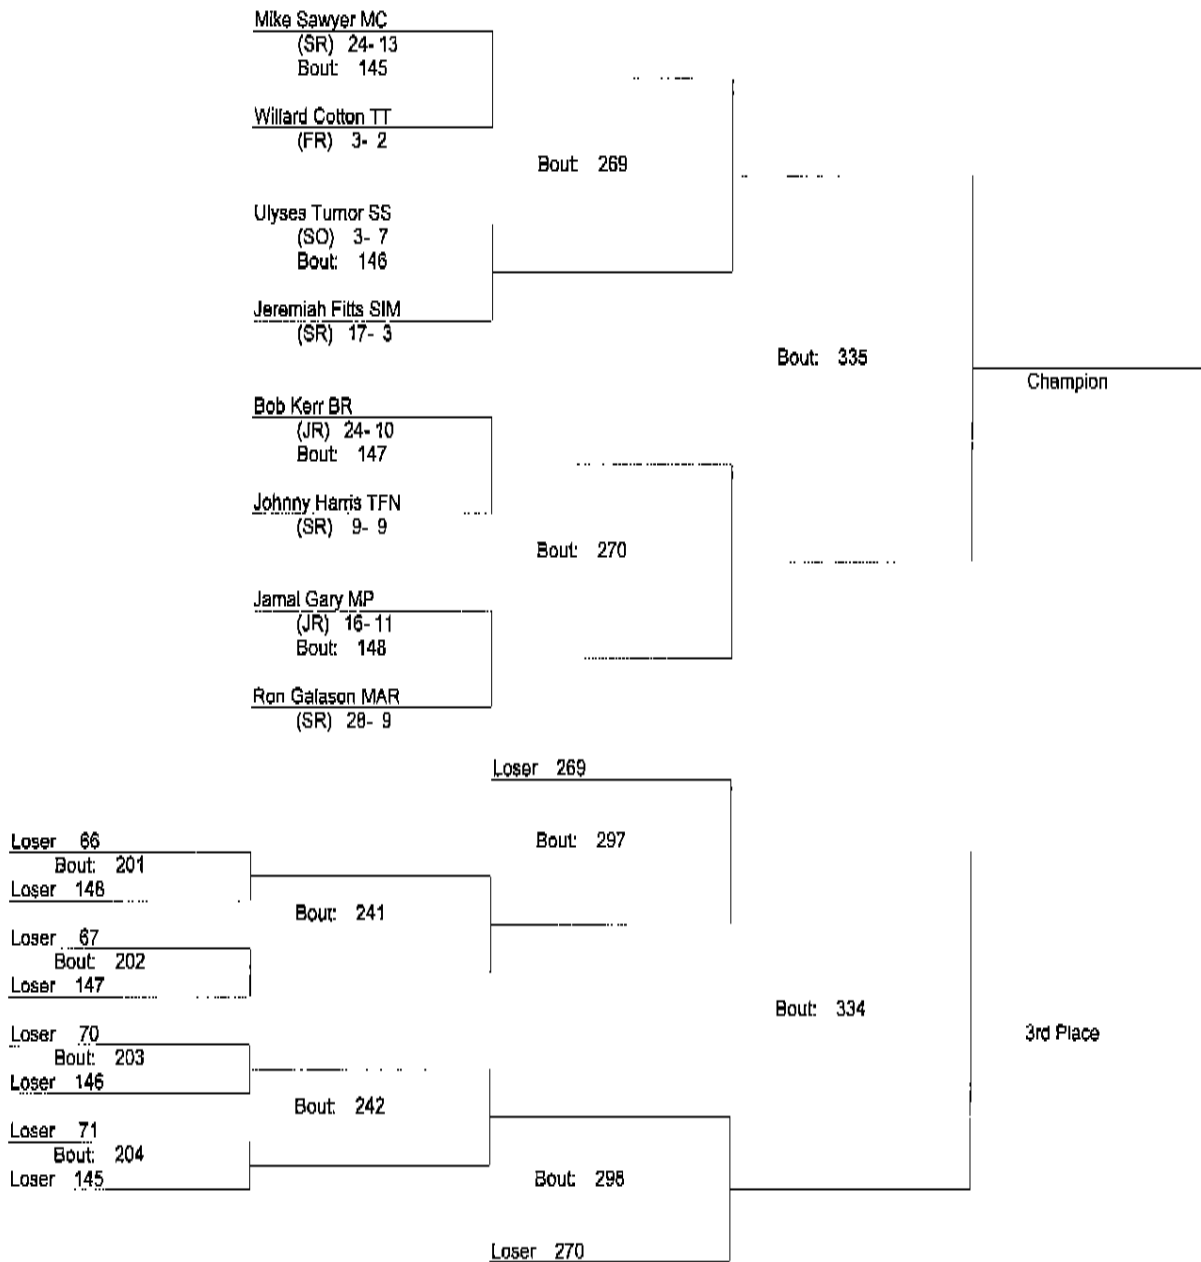 Mike Sawyer MC
(SR) 24- 13
Bout: 145
Willard Cotton TT
(FR) 3- 2
Bout: 269
Ulyses Turnor SS
(SO) 3- 7
Bout: 146
Jeremiah Fitts SIM
(SR) 17- 3
Bout: 335
Champion
Bob Kerr BR
(JR) 24- 10
Bout: 147
Johnny Harris TFN
(SR) 9- 9
Bout: 270
Jamal Gary MP
(JR) 16- 11
Bout: 148
Ron Galason MAR
(SR) 28- 9
Loser 269
Bout: 297
Loser 66
Bout: 201
Loser 148
Bout: 241
Loser 67
Bout: 202
Loser 147
Bout: 334
3rd Place
Loser 70
Bout: 203
Loser 146
Bout: 242
Loser 71
Bout: 204
Loser 145
Bout: 298
Loser 270